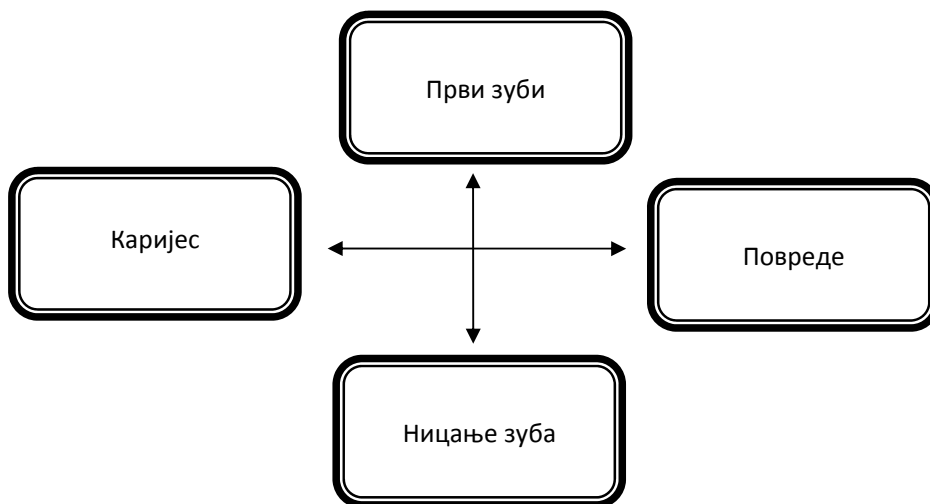 Први зуби
Каријес
Повреде
Ницање зуба